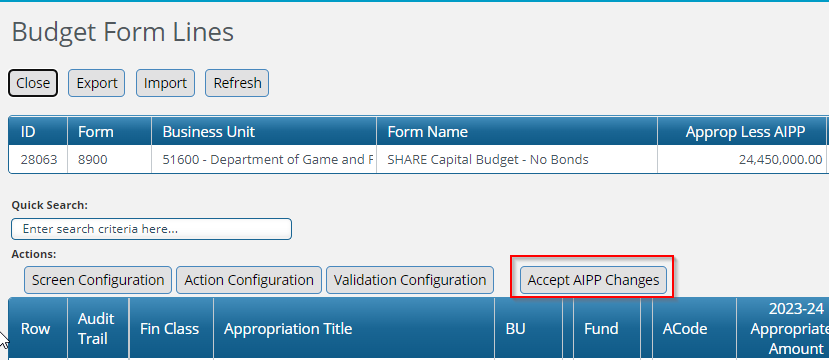 Budget Form Lines
Close Export Import Refresh
ID Form Business Unit Form Name Approp Less AIPP
28063 8900 51600 - Department of Game and F SHARE Capital Budget - No Bonds 24,450,000.00
Quick Search:
Enter search criteria here...
Actions:
Screen Configuration Action Configuration Validation Configuration Accept AIPP Changes
Row Audit Trail Fin Class Appropriation Title BU Fund ACode 2023-24 Appropriate Amount